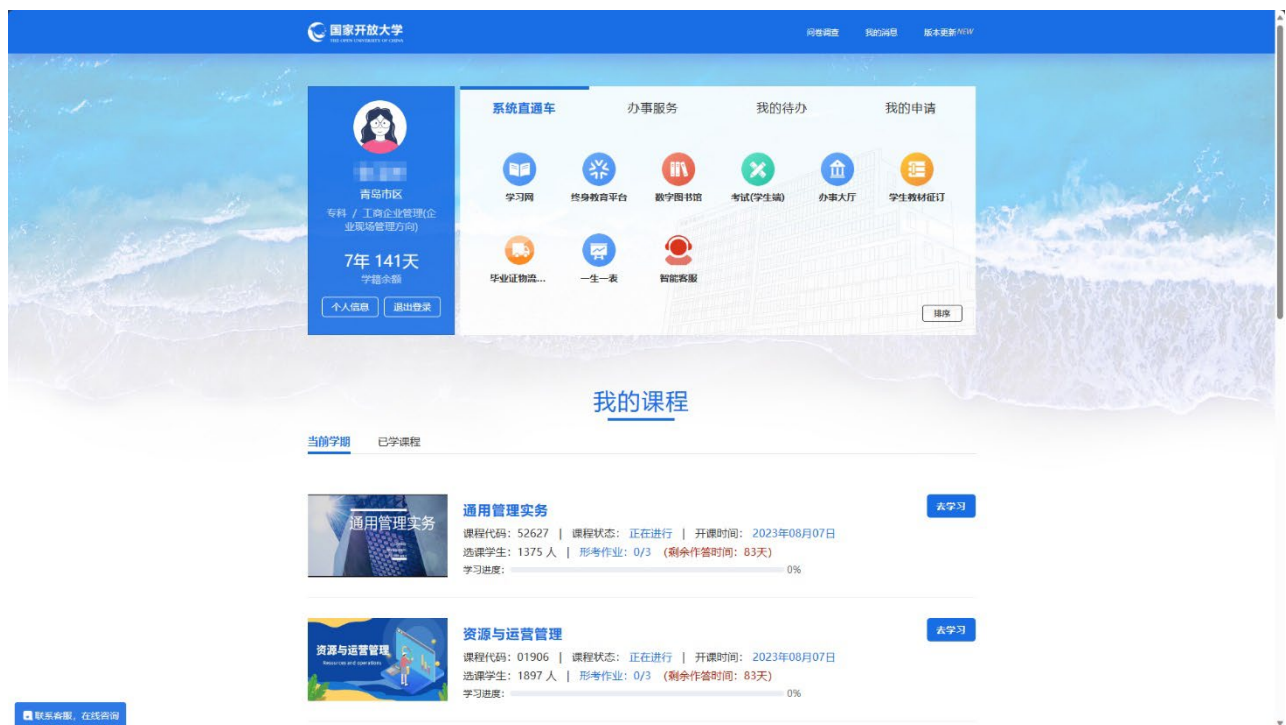 国家开放大学
THE OPEN UNIVERSITY OF CHINA
问卷调查 我的消息 版本更新NEW
青岛市区
专科 / 工商企业管理(企
业现场管理方向)
7年 141天
学籍余额
个人信息 退出登录
系统直通车 办事服务 我的待办 我的申请
学习网 终身教育平台 数字图书馆 考试(学生端) 办事大厅 学生教材征订
毕业证物流... 一生一表 智能客服
排序
我的课程
当前学期 已学课程
通用管理实务
通用管理实务
去学习
课程代码: 52627 | 课程状态: 正在进行 | 开课时间: 2023年08月07日
选课学生: 1375 人 | 形考作业: 0/3 (剩余作答时间: 83天)
学习进度: 0%
资源与运营管理
Resources and operations
资源与运营管理
去学习
课程代码: 01906 | 课程状态: 正在进行 | 开课时间: 2023年08月07日
选课学生: 1897 人 | 形考作业: 0/3 (剩余作答时间: 83天)
学习进度: 0%
联系客服，在线咨询